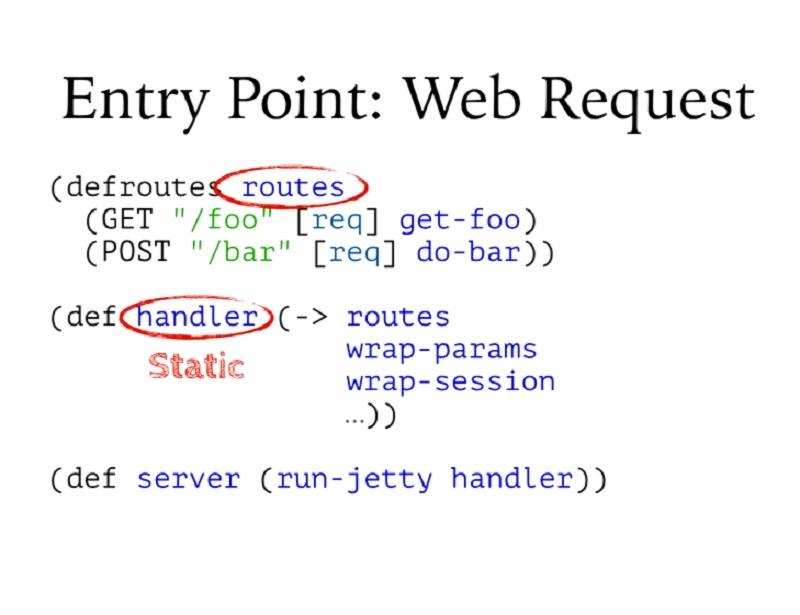 Entry Point: Web Request
(defroutes routes
  (GET "/foo" [req] get-foo)
  (POST "/bar" [req] do-bar))
(def handler (-> routes
Static           wrap-params
                 wrap-session
                 …))
(def server (run-jetty handler))